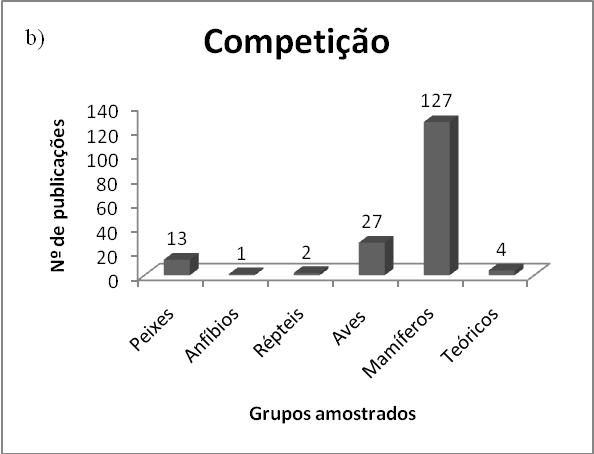 b)
Competição
Nº de publicações
140
120
100
80
60
40
20
0
13
1
2
27
127
4
Peixes
Anfíbios
Répteis
Aves
Mamíferos
Teóricos
Grupos amostrados